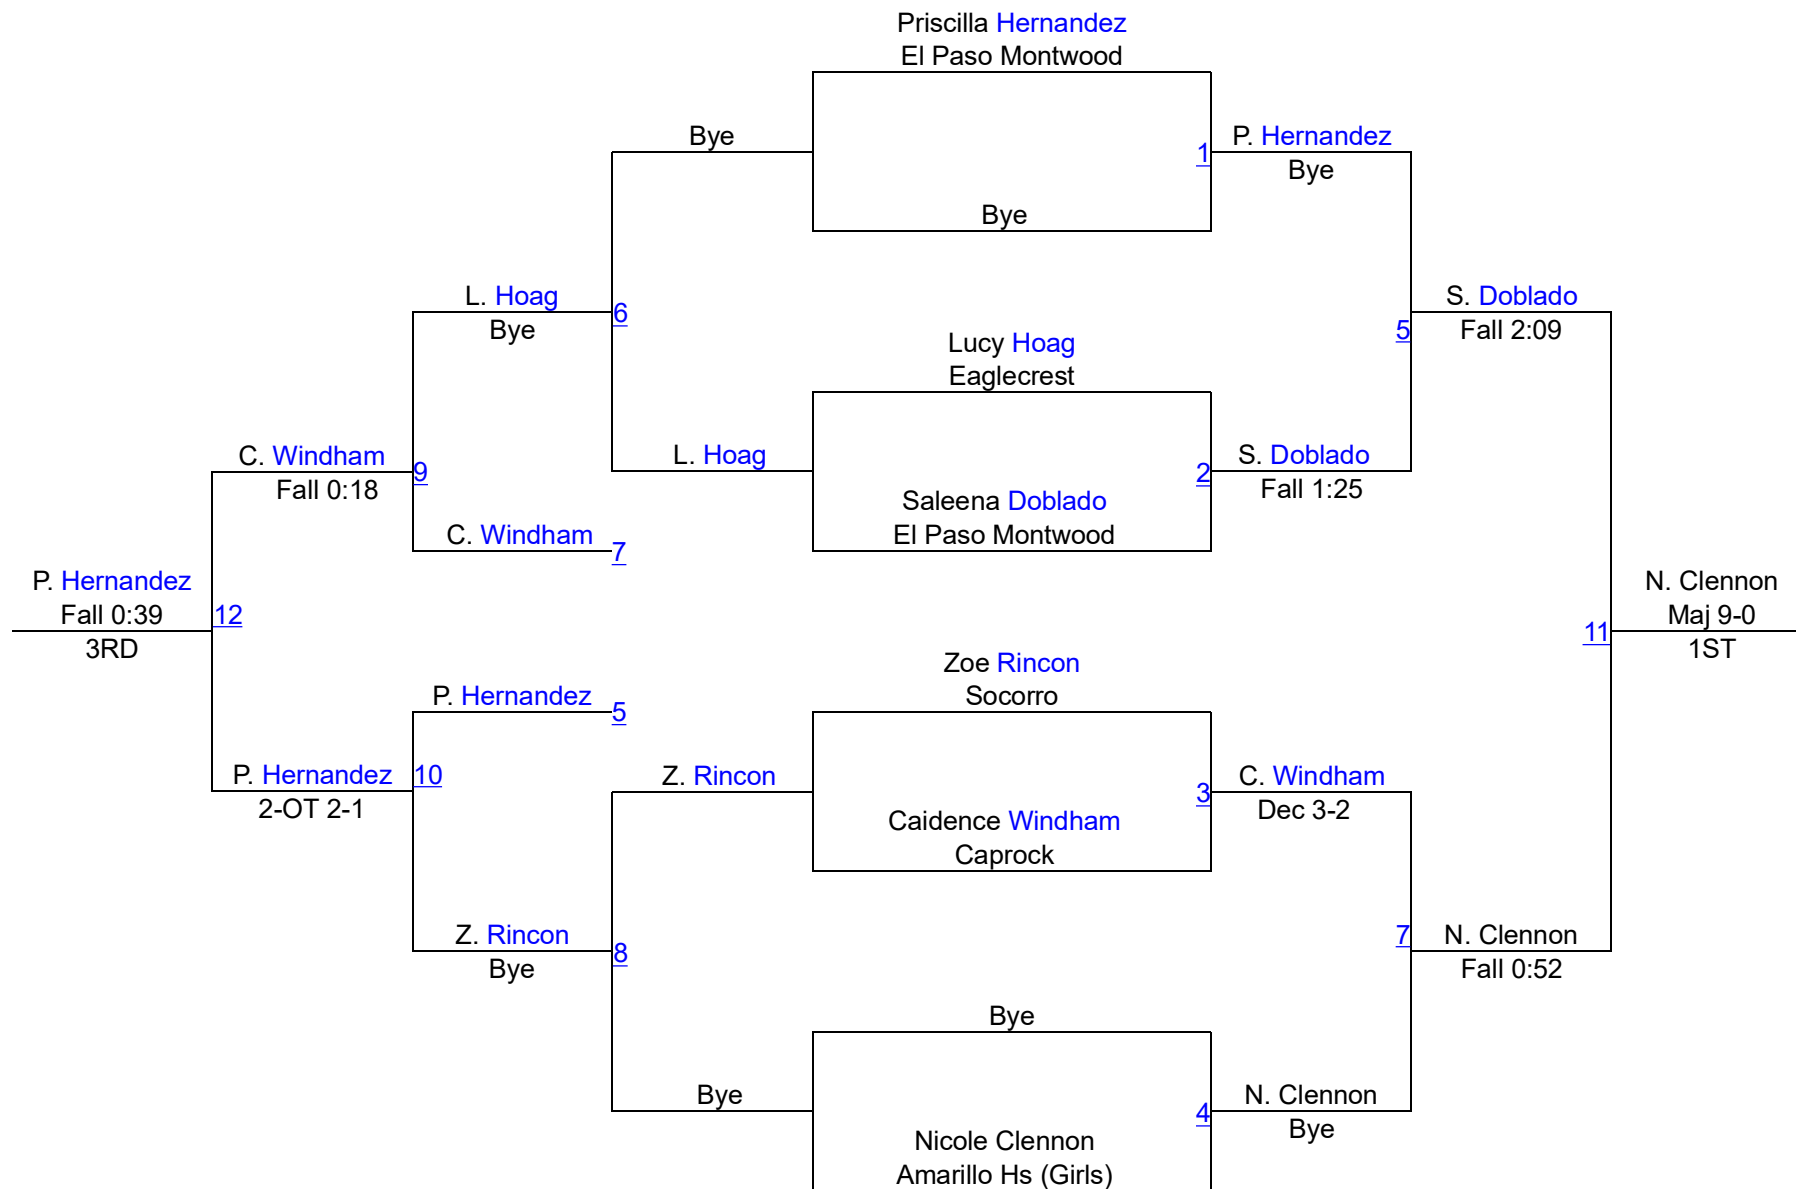 Priscilla Hernandez
El Paso Montwood
Bye
1
P. Hernandez
Bye
Bye
L. Hoag
Bye
6
S. Doblado
Fall 2:09
5
Lucy Hoag
Eaglecrest
C. Windham
Fall 0:18
9
L. Hoag
2
S. Doblado
Fall 1:25
Saleena Doblado
El Paso Montwood
C. Windham
7
P. Hernandez
Fall 0:39
3RD
12
N. Clennon
Maj 9-0
1ST
11
Zoe Rincon
Socorro
P. Hernandez
5
P. Hernandez
2-OT 2-1
10
Z. Rincon
3
C. Windham
Dec 3-2
Caidence Windham
Caprock
Z. Rincon
Bye
8
7
N. Clennon
Fall 0:52
Bye
Bye
4
N. Clennon
Bye
Nicole Clennon
Amarillo Hs (Girls)